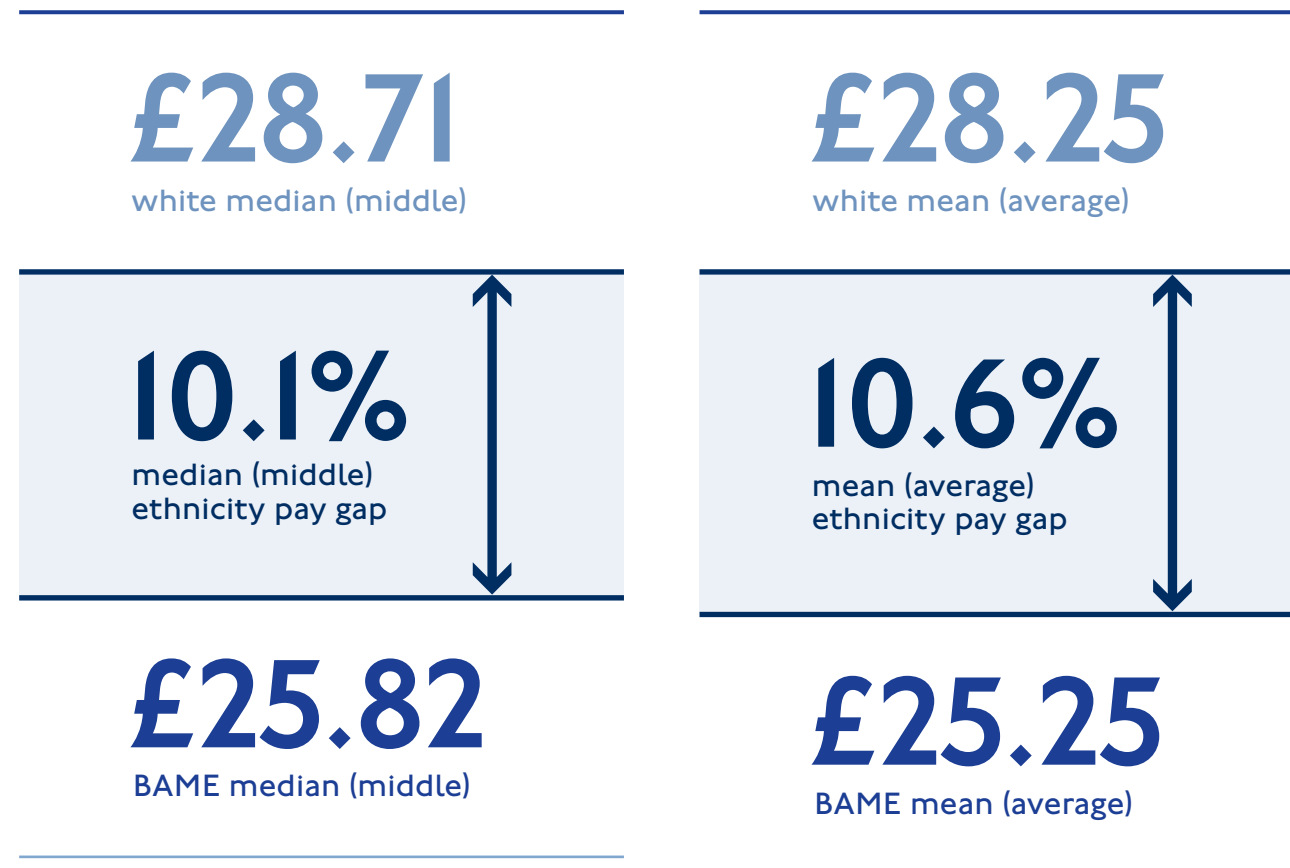 £28.71
white median (middle)
10.1%
median (middle)
ethnicity pay gap
£25.82
BAME median (middle)
£28.25
white mean (average)
10.6%
mean (average)
ethnicity pay gap
£25.25
BAME mean (average)